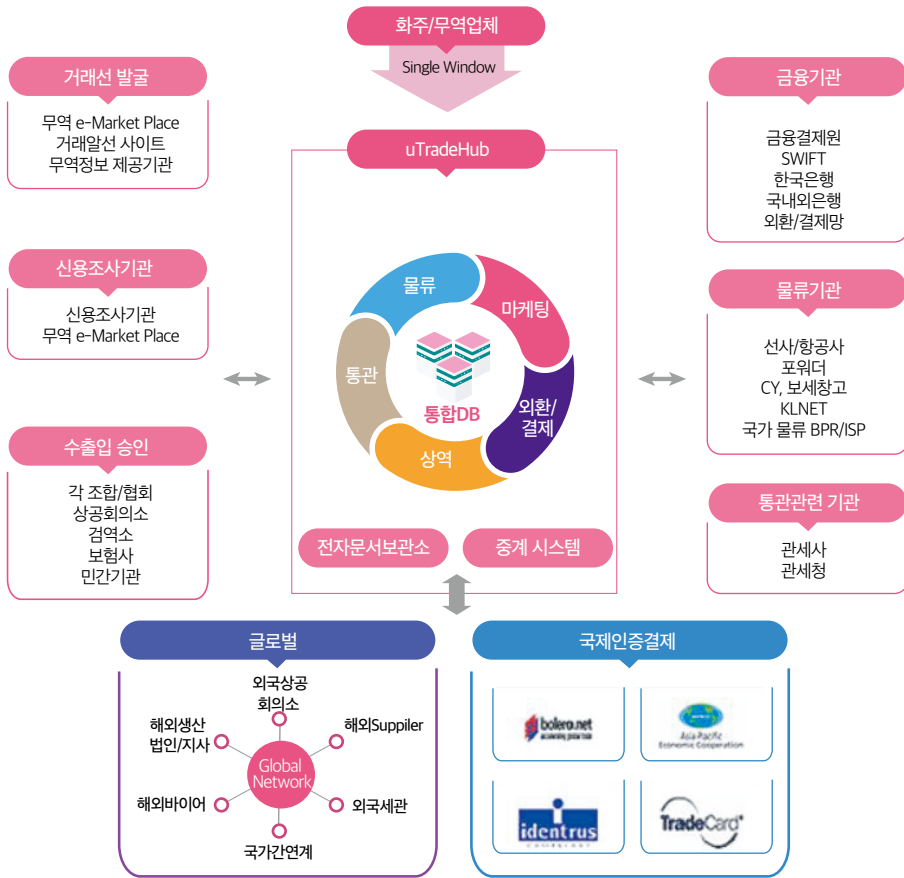 화주/무역업체
Single Window
거래선 발굴
무역 e-Market Place
거래알선 사이트
무역정보 제공기관
신용조사기관
신용조사기관
무역 e-Market Place
수출입 승인
각 조합/협회
상공회의소
검역소
보험사
민간기관
uTradeHub
물류
마케팅
통관
외환/
결제
상역
통합DB
전자문서보관소
중계 시스템
금융기관
금융결제원
SWIFT
한국은행
국내외은행
외환/결제망
물류기관
선사/항공사
포워더
CY, 보세창고
KLNET
국가 물류 BPR/ISP
통관관련 기관
관세사
관세청
글로벌
외국상공
회의소
해외생산
법인/지사
해외Suppiler
Global
Network
해외바이어
외국세관
국가간연계
국제인증결제
bolero.net
accelerating global trade
Asia-Pacific
Economic Cooperation
identrus
TradeCard